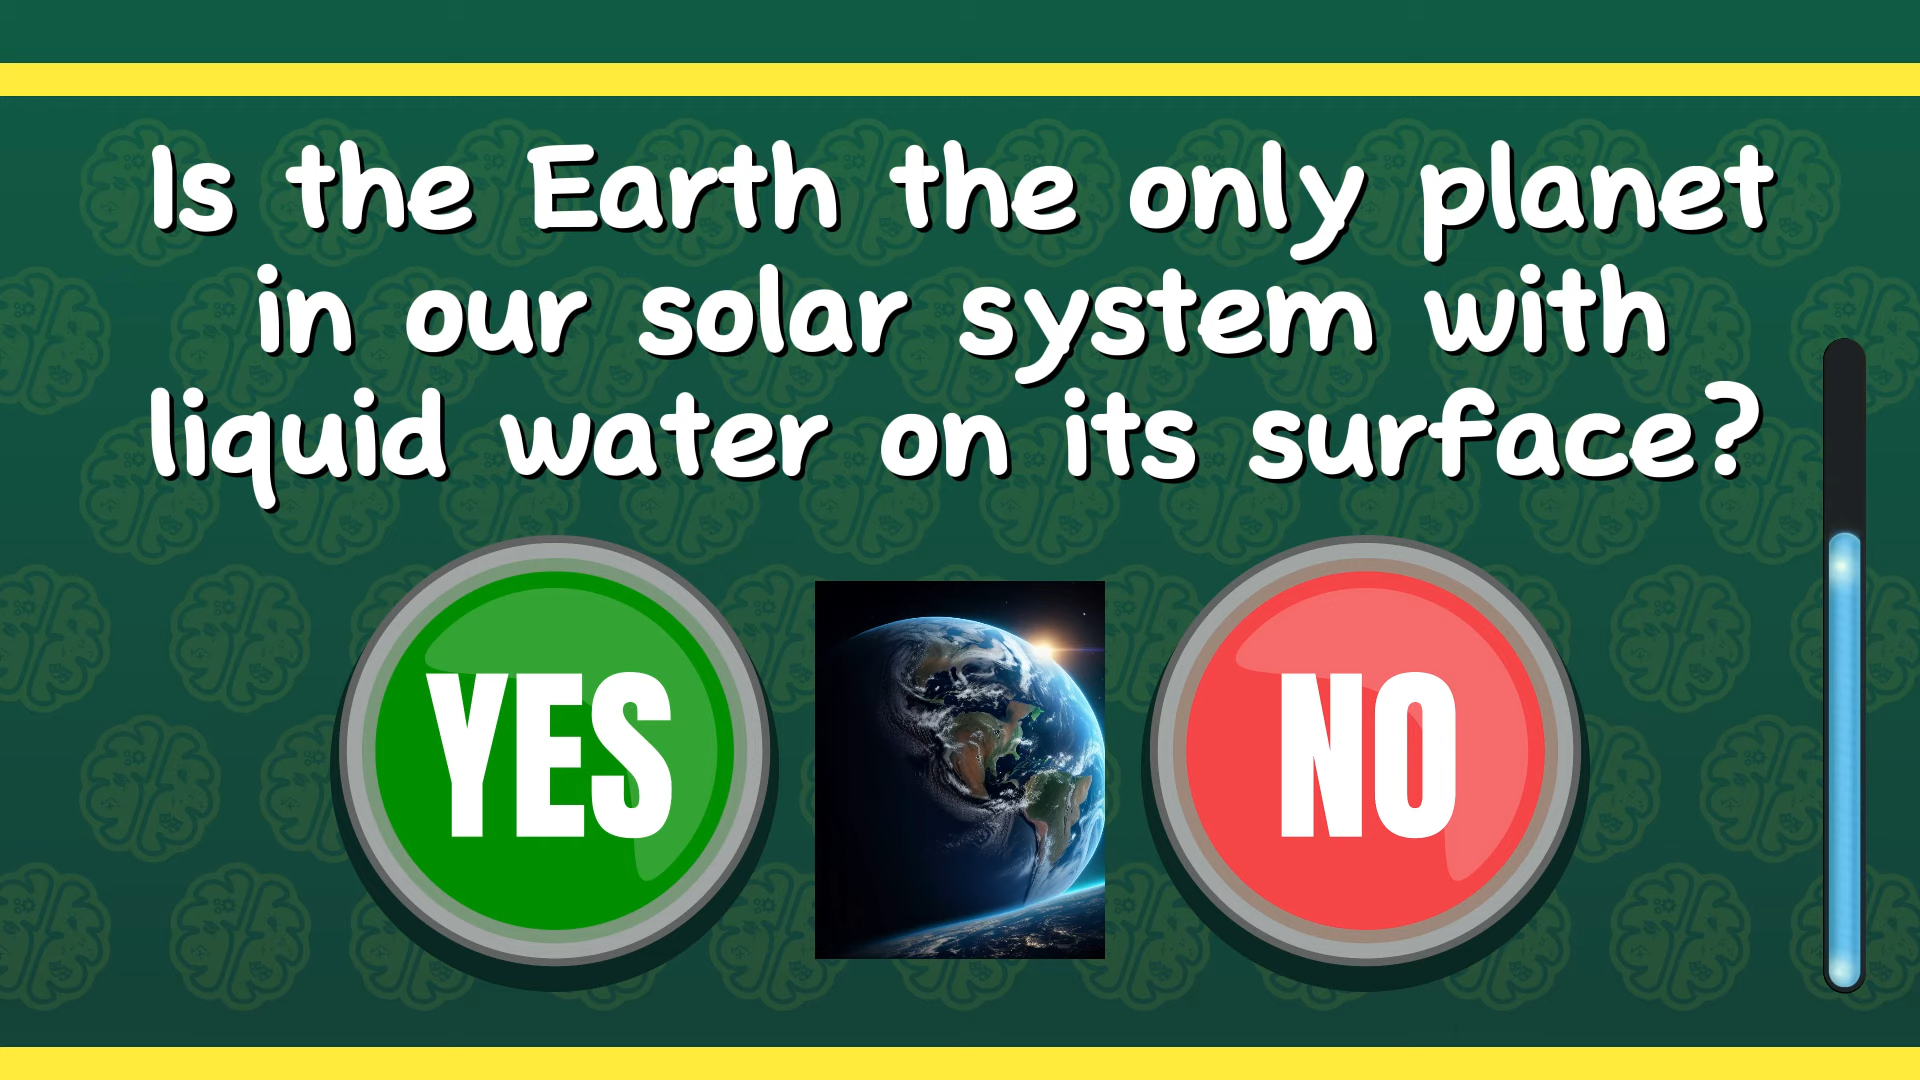 Is the Earth the only planet
in our solar system with
liquid water on its surface?
YES
NO